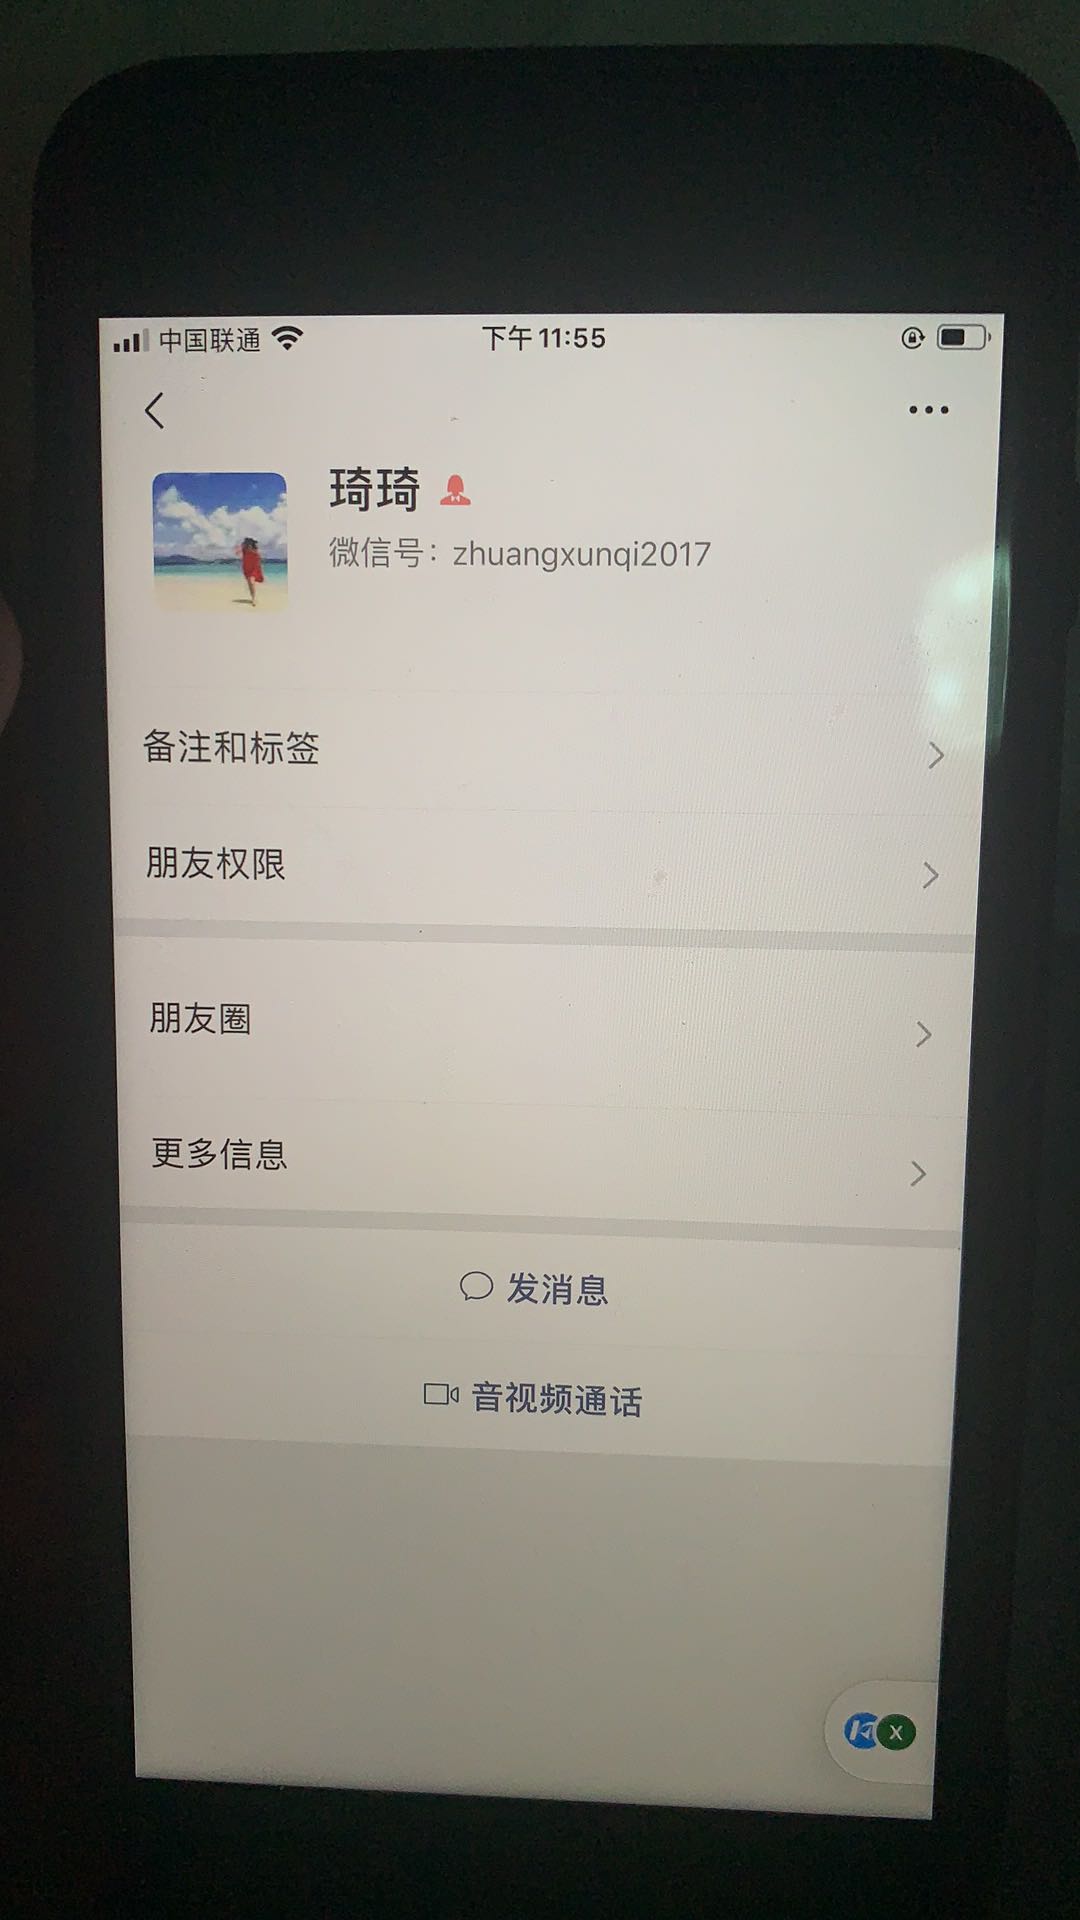 中国联通
下午11:55
琦琦
微信号：zhuangxunqi2017
备注和标签
朋友权限
朋友圈
更多信息
发消息
音视频通话
X